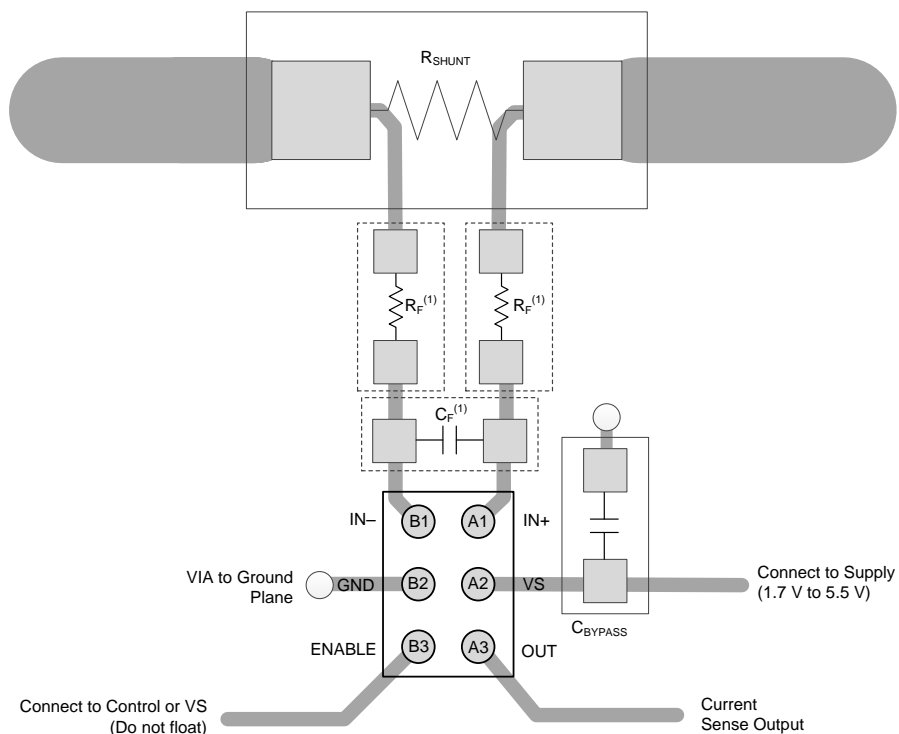 RSHUNT
RF(1)
RF(1)
CF(1)
IN–
B1
A1
IN+
VIA to Ground
Plane
GND
B2
A2
VS
Connect to Supply
(1.7 V to 5.5 V)
CBYPASS
ENABLE
B3
A3
OUT
Connect to Control or VS
(Do not float)
Current
Sense Output